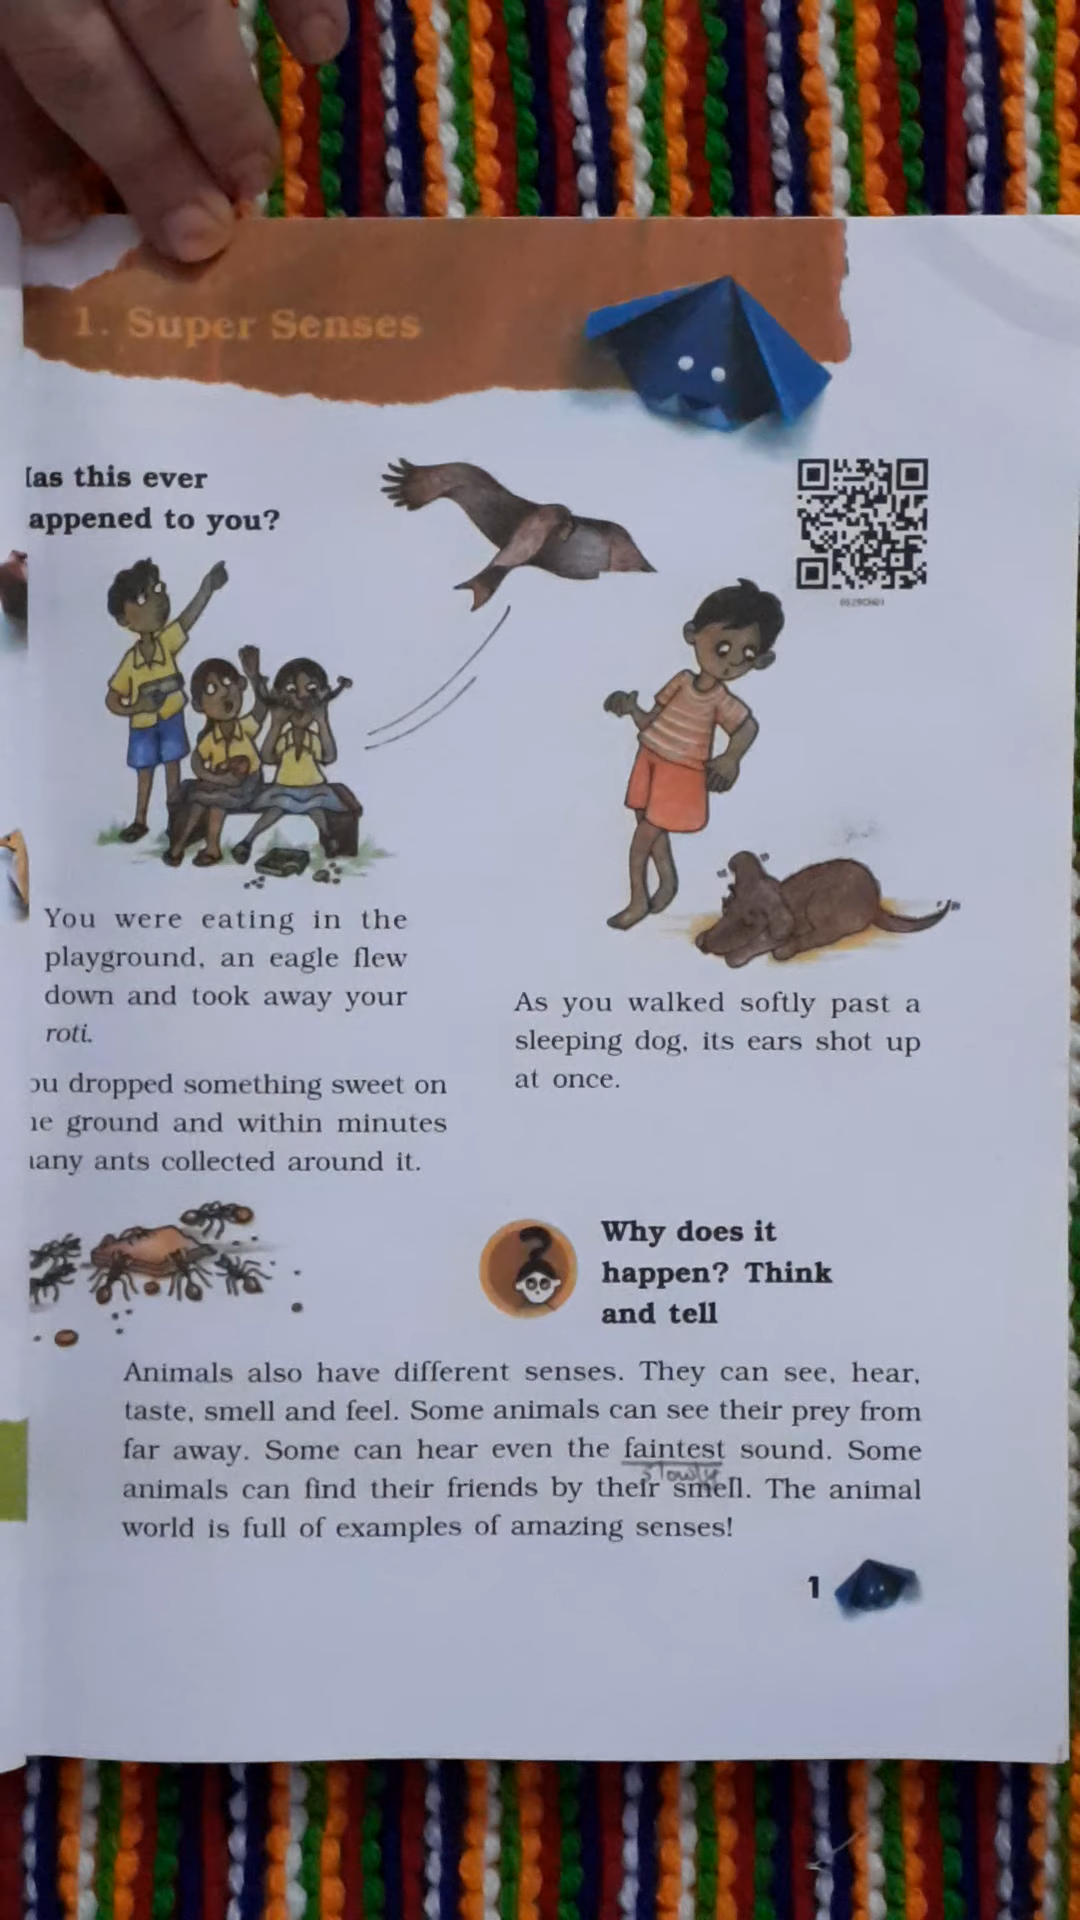 1. Super Senses
as this ever
appened to you?
You were eating in the
playground, an eagle flew
down and took away your
roti.
ou dropped something sweet on
e ground and within minutes
any ants collected around it.
As you walked softly past a
sleeping dog, its ears shot up
at once.
Why does it
happen? Think
and tell
Animals also have different senses. They can see, hear,
taste, smell and feel. Some animals can see their prey from
far away. Some can hear even the faintest sound. Some
slowly
animals can find their friends by their smell. The animal
world is full of examples of amazing senses!
1